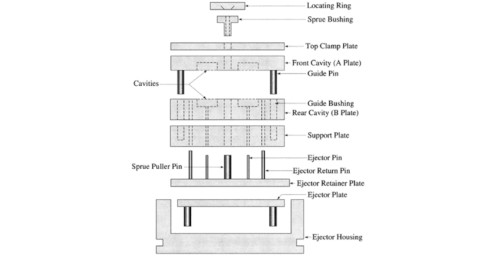 Locating Ring
Sprue Bushing
Top Clamp Plate
Front Cavity (A Plate)
Guide Pin
Cavities
Guide Bushing
Rear Cavity (B Plate)
Support Plate
Ejector Pin
Sprue Puller Pin
Ejector Return Pin
Ejector Retainer Plate
Ejector Plate
Ejector Housing